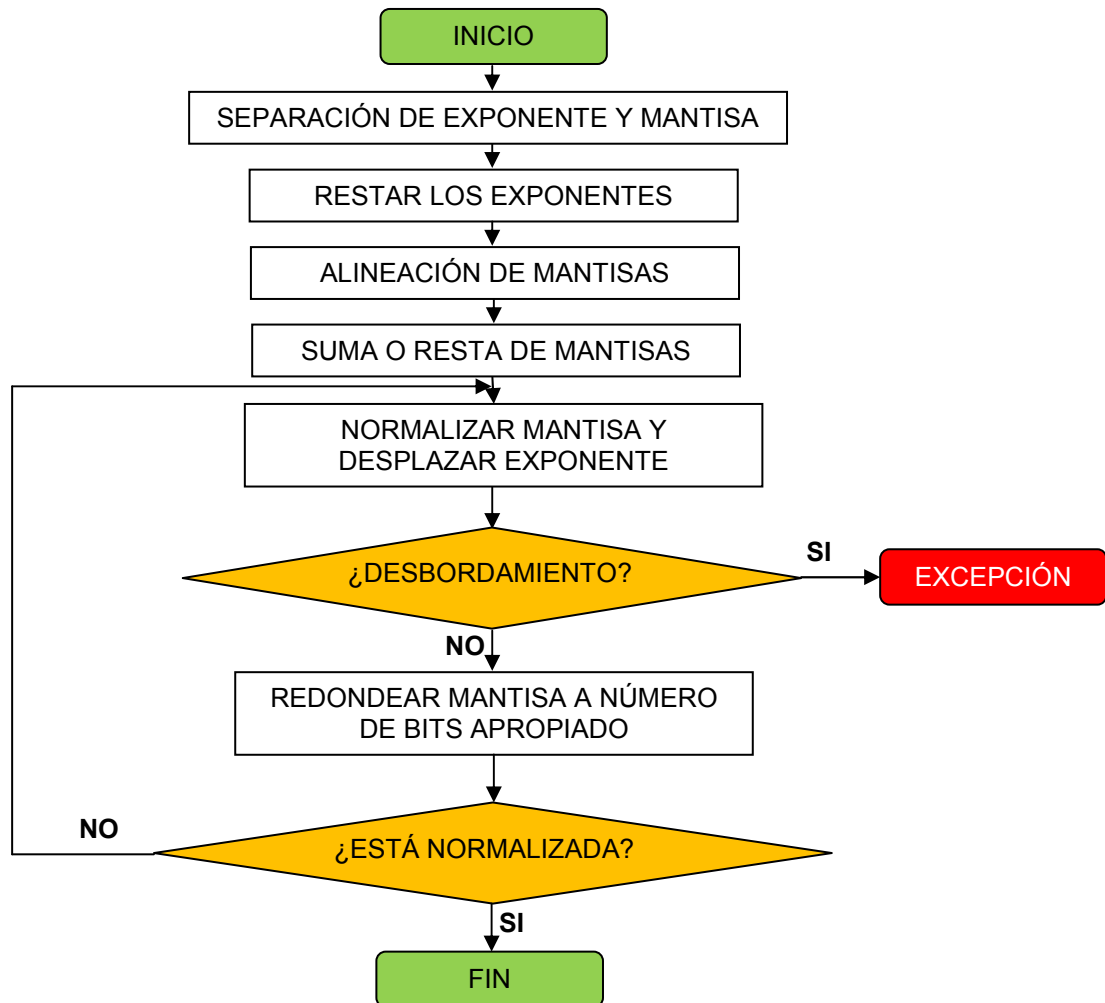 INICIO
SEPARACIÓN DE EXPONENTE Y MANTISA
RESTAR LOS EXPONENTES
ALINEACIÓN DE MANTISAS
SUMA O RESTA DE MANTISAS
NORMALIZAR MANTISA Y
DESPLAZAR EXPONENTE
¿DESBORDAMIENTO?
SI
EXCEPCIÓN
NO
REDONDEAR MANTISA A NÚMERO
DE BITS APROPIADO
NO
¿ESTÁ NORMALIZADA?
SI
FIN